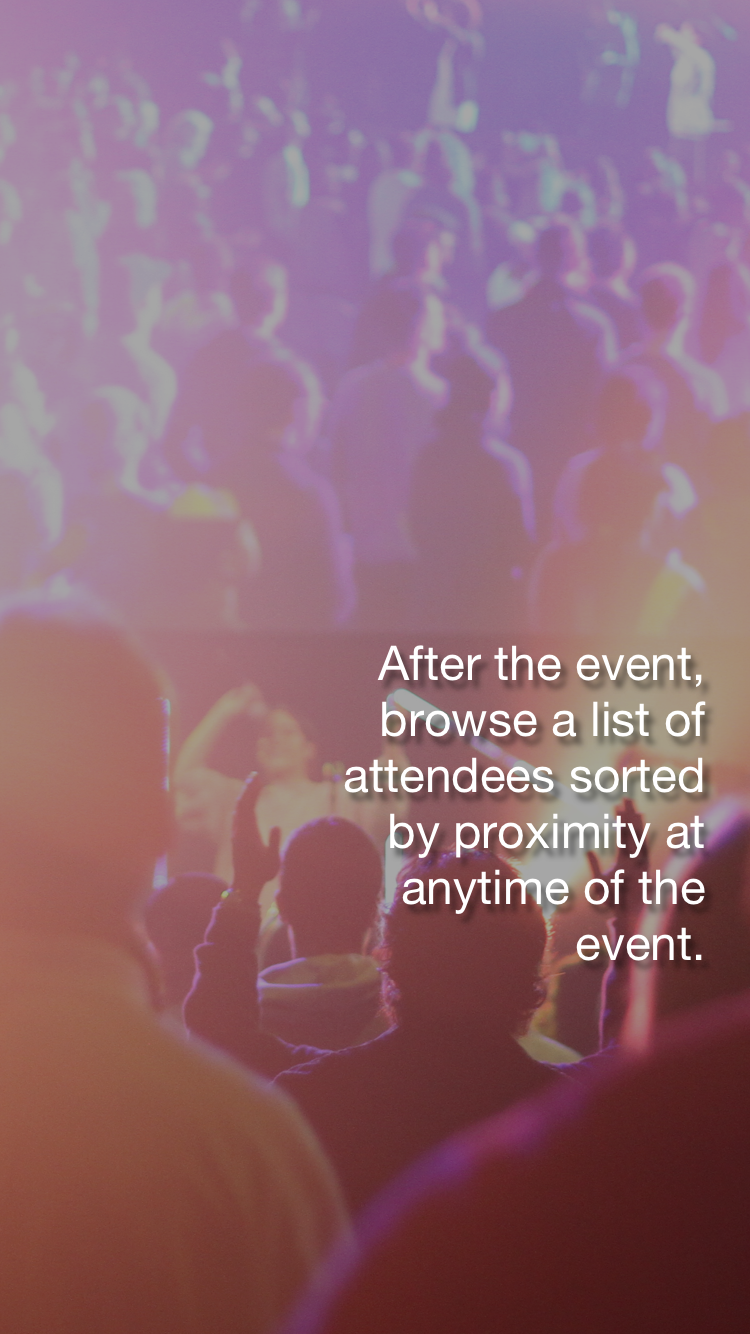 After the event,
browse a list of
attendees sorted
by proximity at
anytime of the
event.